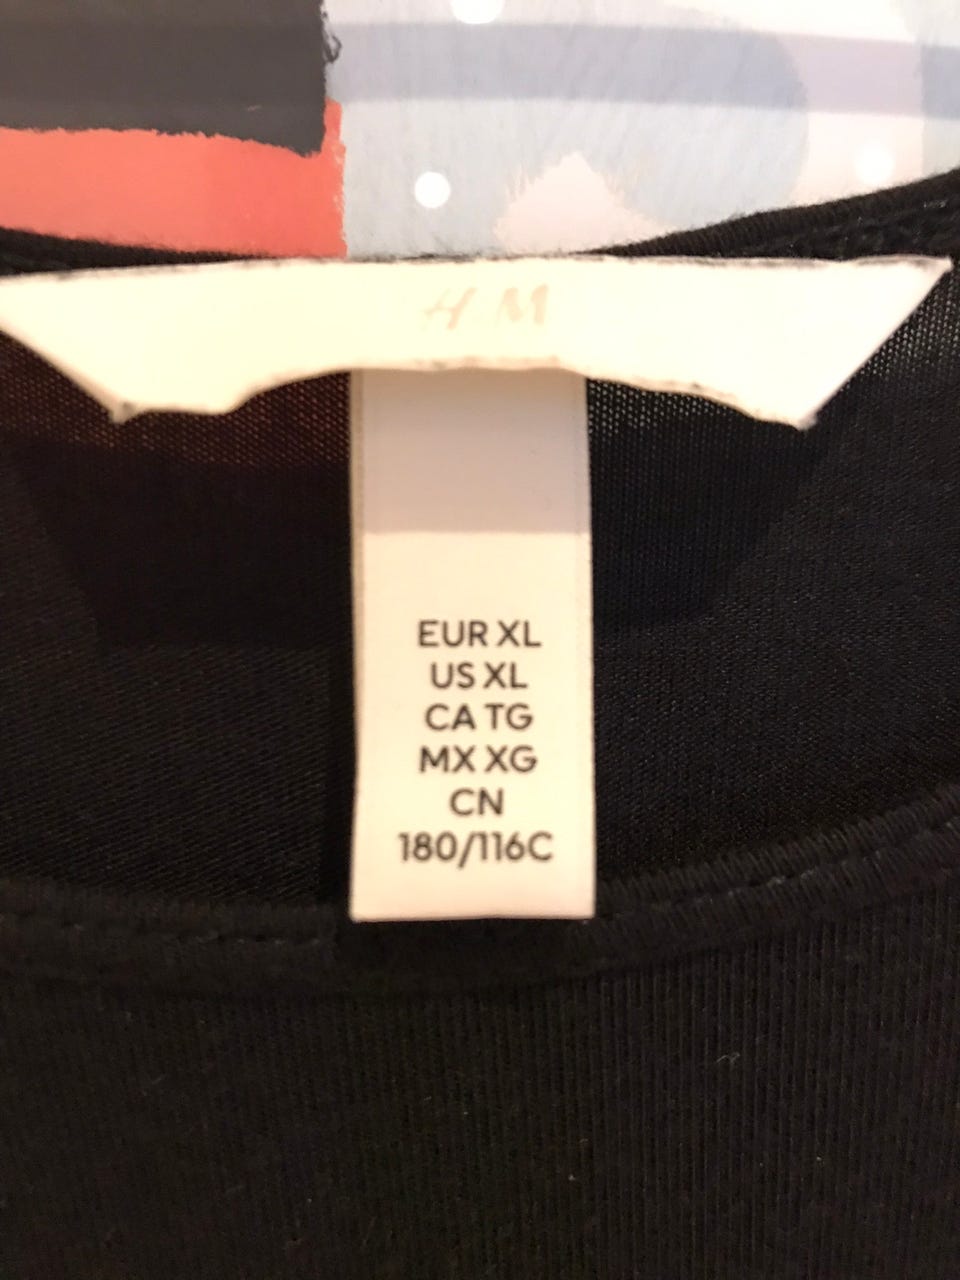 H M
EUR XL
US XL
CA TG
MX XG
CN
180/116C